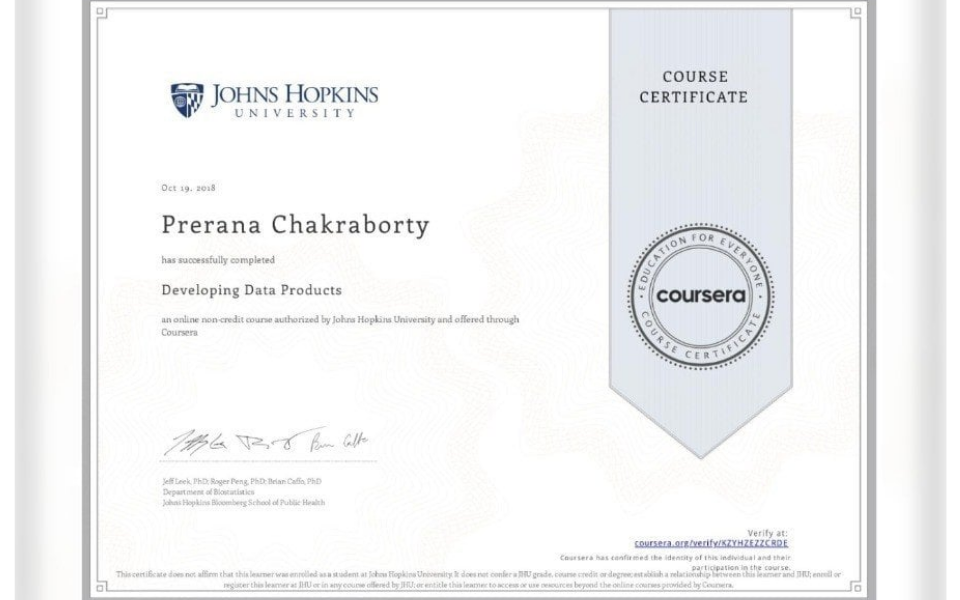 JOHNS HOPKINS
UNIVERSITY
COURSE
CERTIFICATE
Oct 19, 2018
Prerana Chakraborty
has successfully completed
Developing Data Products
an online non-credit course authorized by Johns Hopkins University and offered through
Coursera
EDUCATION FOR EVERYONE
coursera
COURSE CERTIFICATE
Jeff Leek, PhD; Roger Peng, PhD; Brian Caffo, PhD
Department of Biostatistics
Johns Hopkins Bloomberg School of Public Health
Verify at:
coursera.org/verify/KZYHZEZZCRDE
Coursera has confirmed the identity of this individual and their
participation in the course.
This certificate does not affirm that this learner was enrolled as a student at Johns Hopkins University. It does not confer a JHU grade, course credit or degree; establish a relationship between this learner and JHU; enroll or
register this learner at JHU or in any course offered by JHU; or entitle this learner to access or use resources beyond the online courses provided by Coursera.